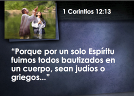 1 Corintios 12:13
"Porque por un solo Espíritu
fuimos todos bautizados en
un cuerpo, sean judíos o
griegos..."